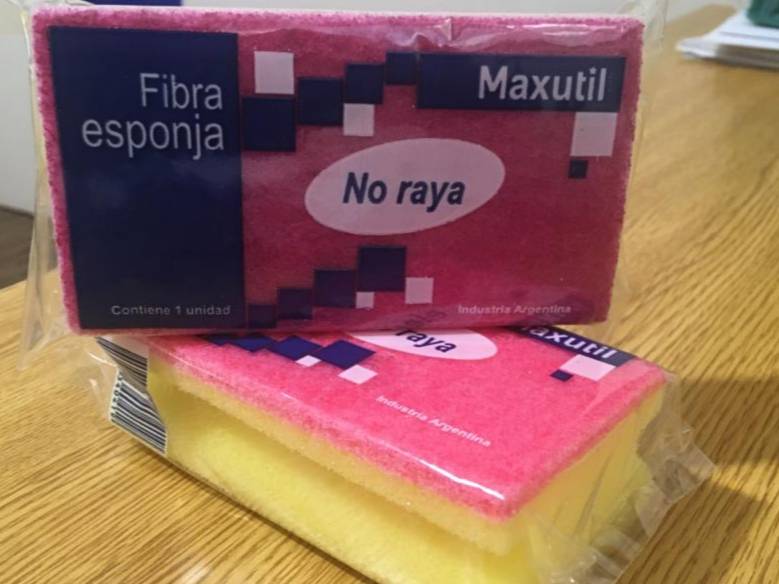 Fibra
esponja
Maxutil
No raya
Contiene 1 unidad
Industria Argentina
raya
Maxutil
Industria Argentina